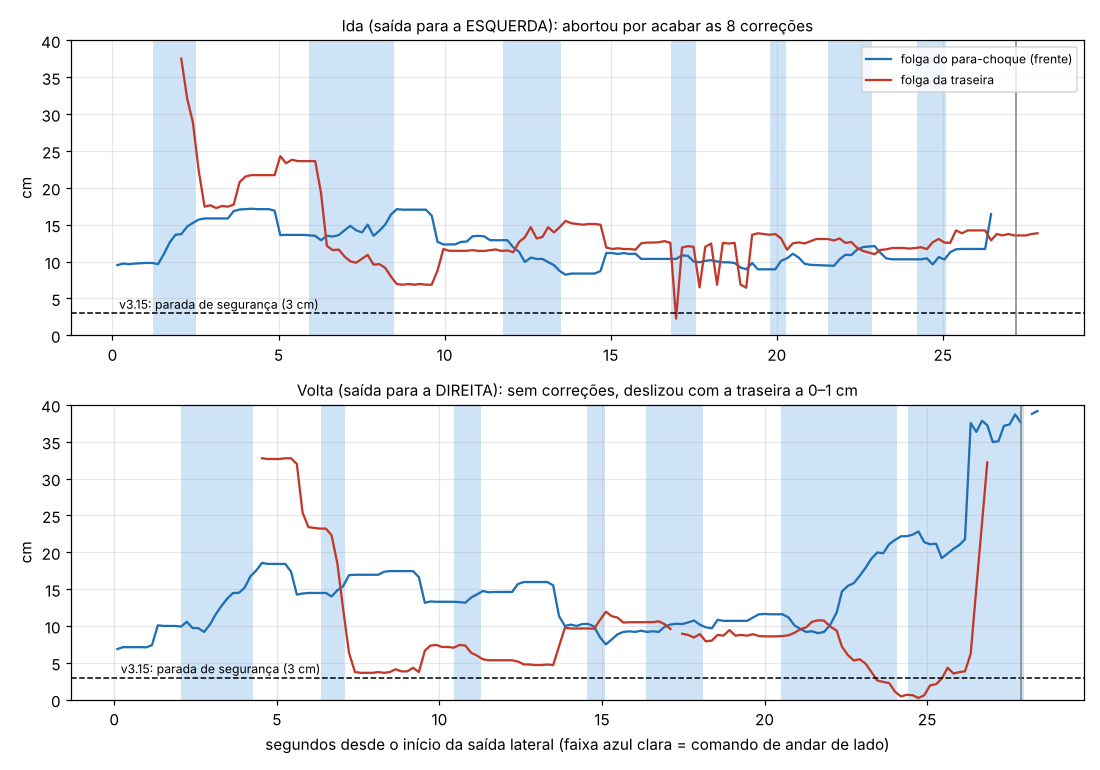 Ida (saída para a ESQUERDA): abortou por acabar as 8 correções
40
35
30
25
20
15
10
5
0
cm
folga do para-choque (frente)
folga da traseira
v3.15: parada de segurança (3 cm)
0 5 10 15 20 25
Volta (saída para a DIREITA): sem correções, deslizou com a traseira a 0–1 cm
40
35
30
25
20
15
10
5
0
cm
v3.15: parada de segurança (3 cm)
0 5 10 15 20 25
segundos desde o início da saída lateral (faixa azul clara = comando de andar de lado)